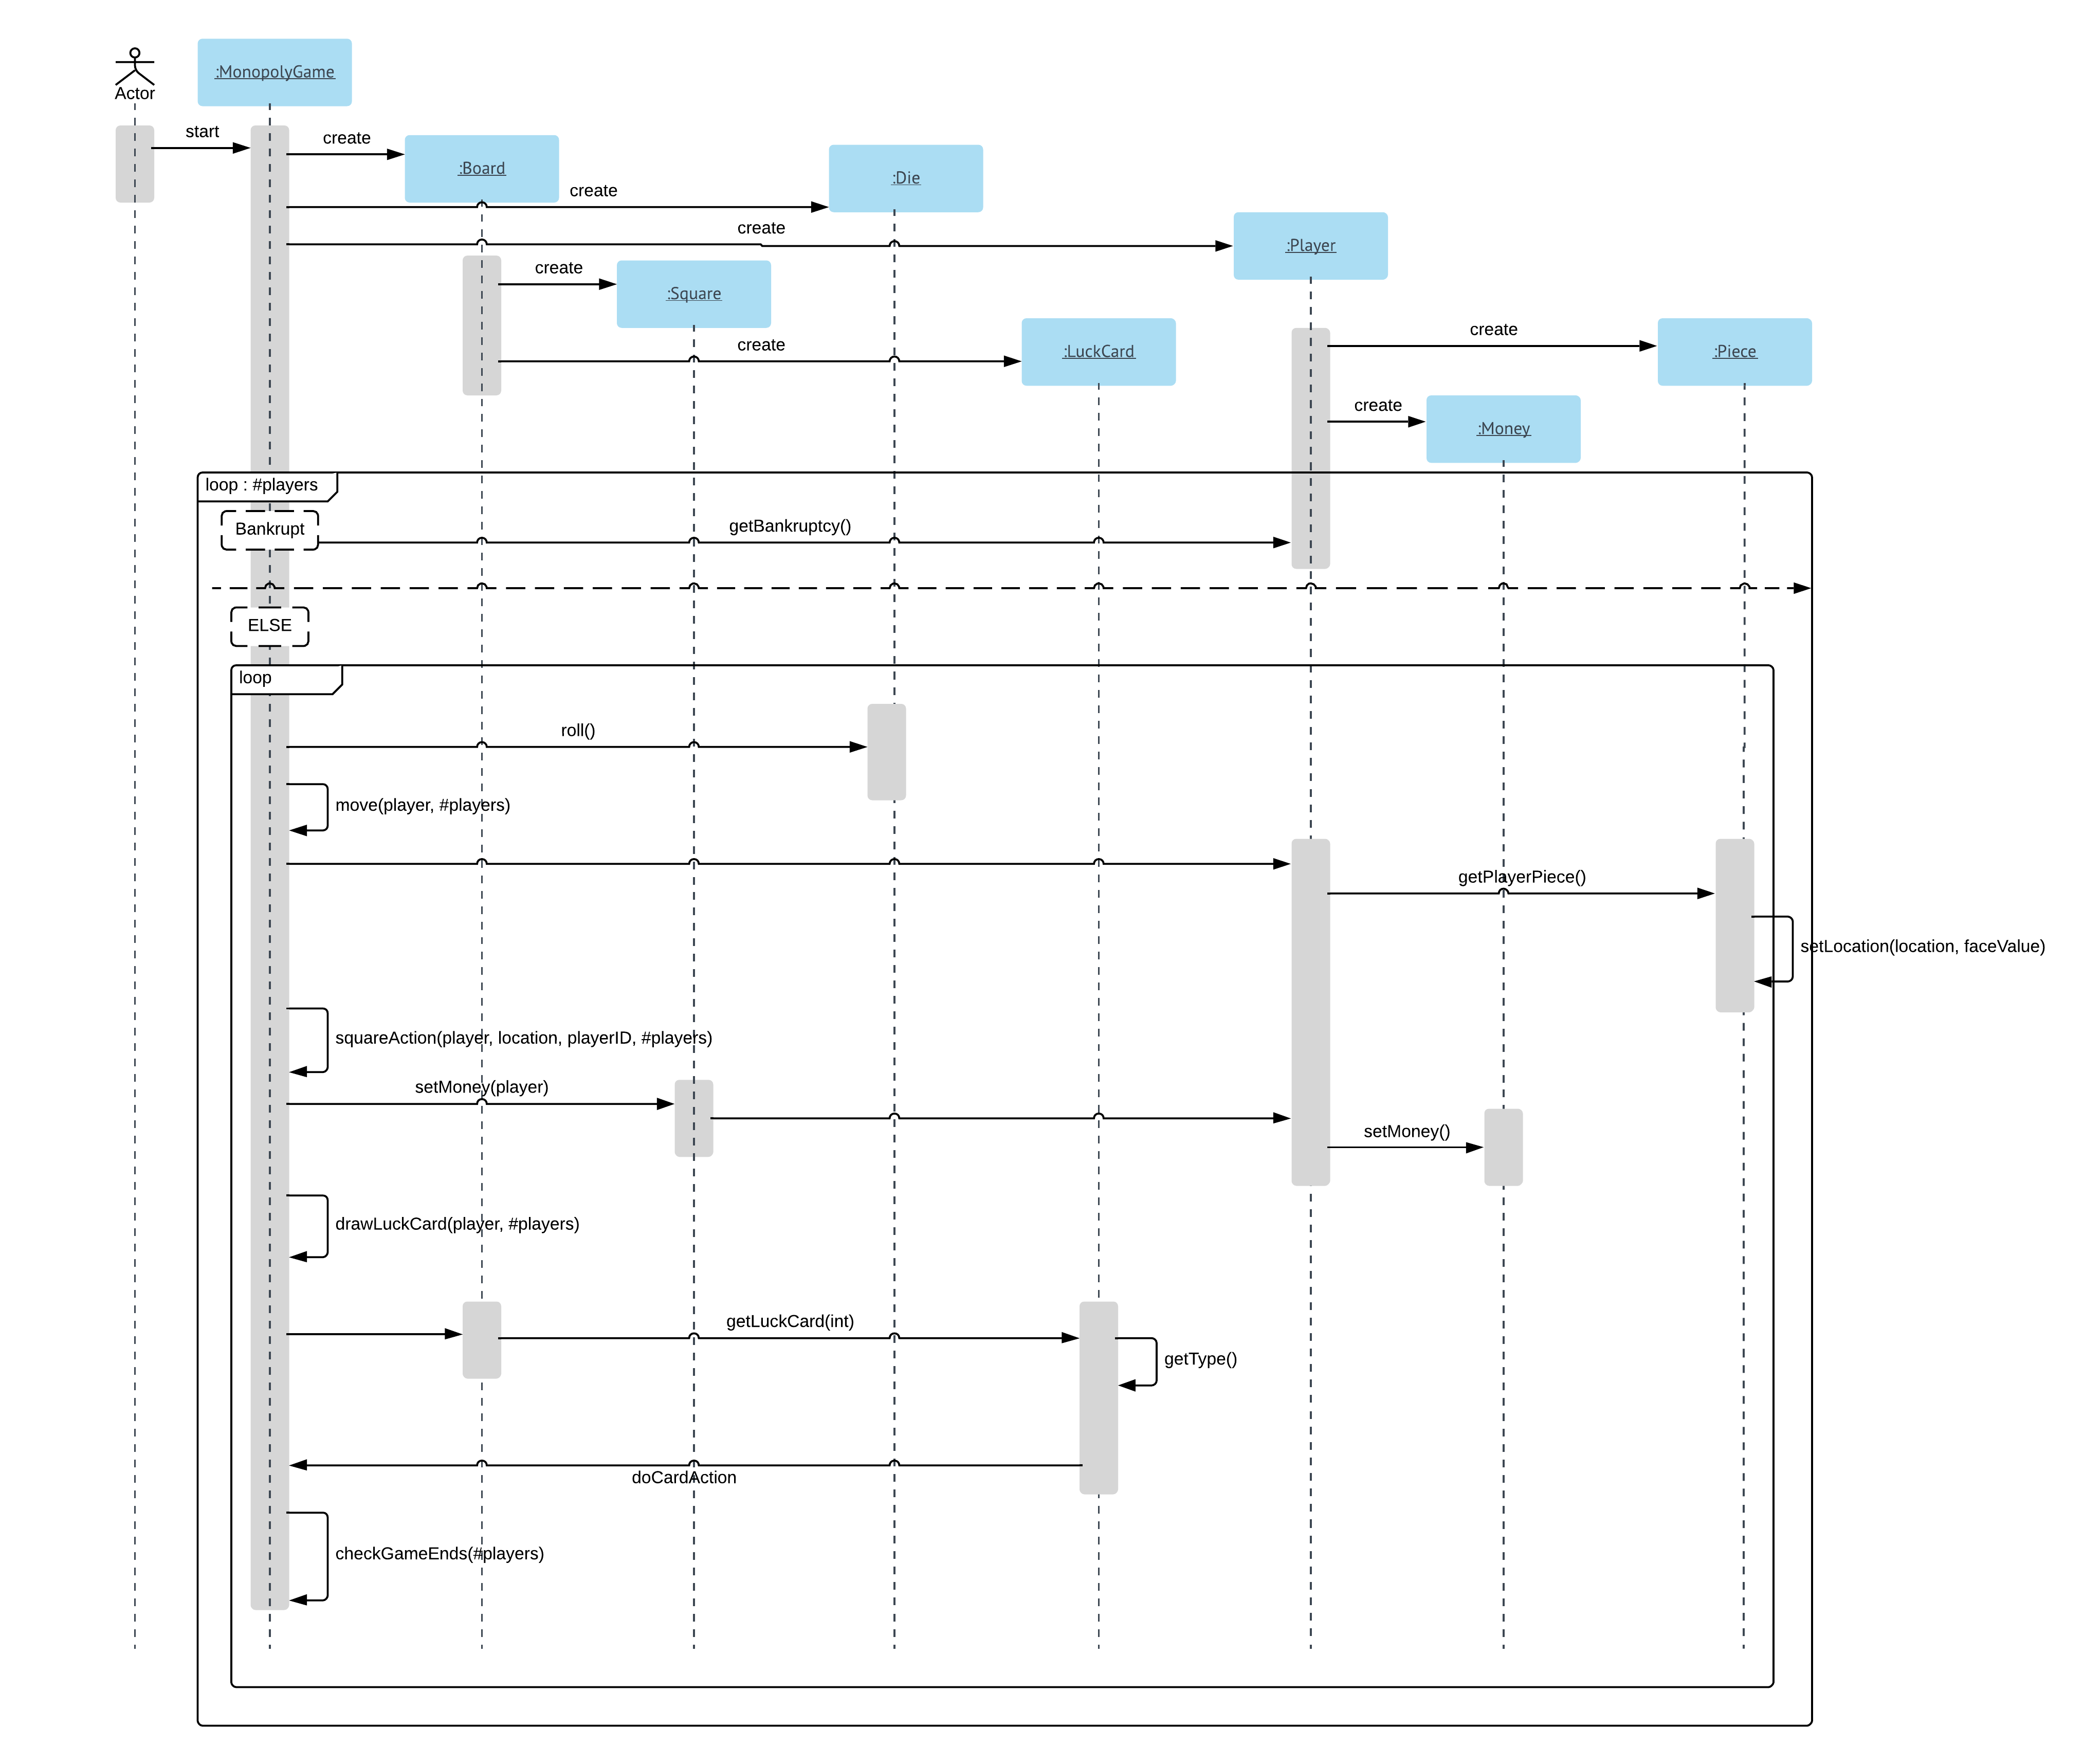 Actor
:MonopolyGame
start
create
:Board
:Die
create
create
:Player
create
:Square
create
:LuckCard
create
:Piece
create
:Money
loop : #players
Bankrupt
getBankruptcy()
ELSE
loop
roll()
move(player, #players)
getPlayerPiece()
setLocation(location, faceValue)
squareAction(player, location, playerID, #players)
setMoney(player)
setMoney()
drawLuckCard(player, #players)
getLuckCard(int)
getType()
doCardAction
checkGameEnds(#players)